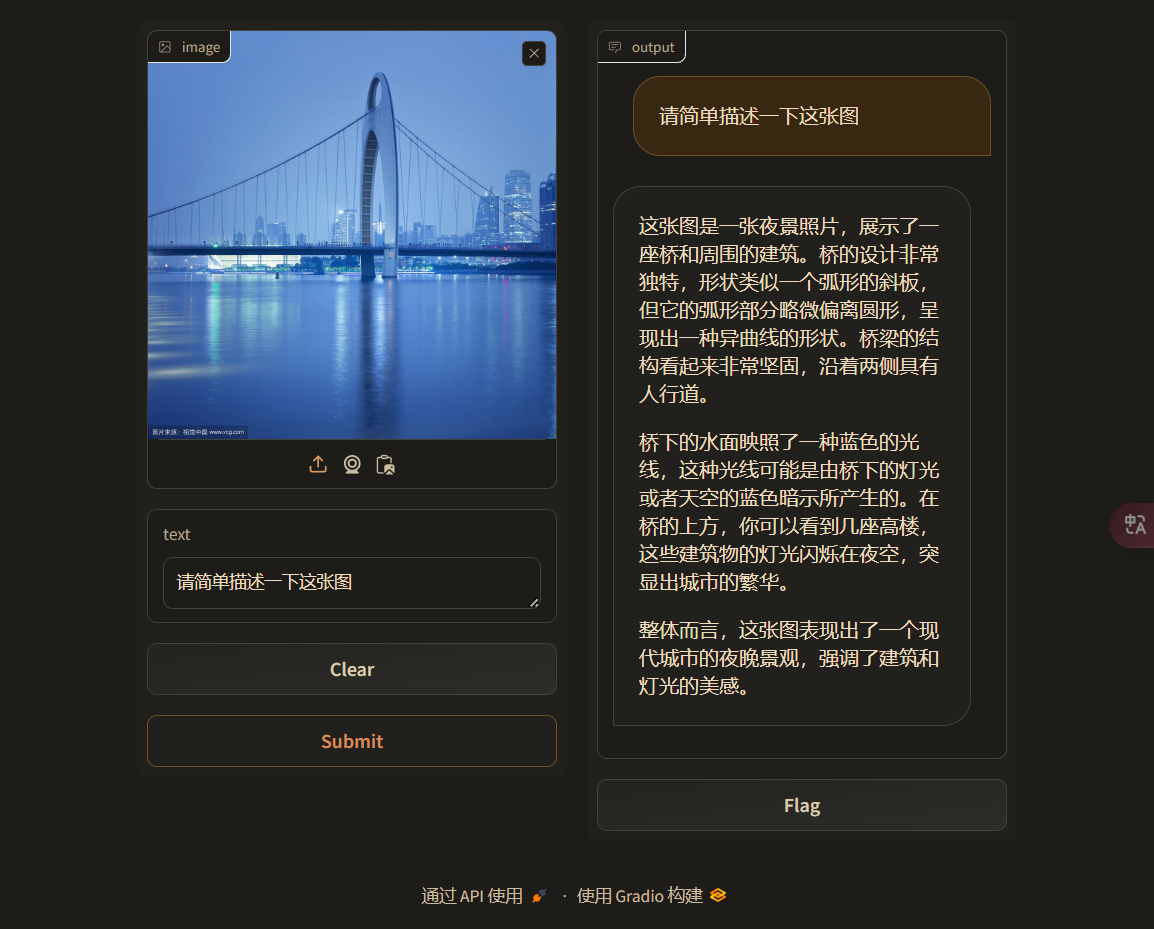 image
图片来源：视觉中国 www.vcg.com
text
请简单描述一下这张图
Clear
Submit
output
请简单描述一下这张图
这张图是一张夜景照片，展示了一
座桥和周围的建筑。桥的设计非常
独特，形状类似一个弧形的斜板，
但它的弧形部分略微偏离圆形，呈
现出一种异曲线的形状。桥梁的结
构看起来非常坚固，沿着两侧具有
人行道。
桥下的水面映照了一种蓝色的光
线，这种光线可能是由桥下的灯光
或者天空的蓝色暗示所产生的。在
桥的上方，你可以看到几座高楼，
这些建筑物的灯光闪烁在夜空，突
显出城市的繁华。
整体而言，这张图表现出了一个现
代城市的夜晚景观，强调了建筑和
灯光的美感。
Flag
中A
通过 API 使用 · 使用 Gradio 构建